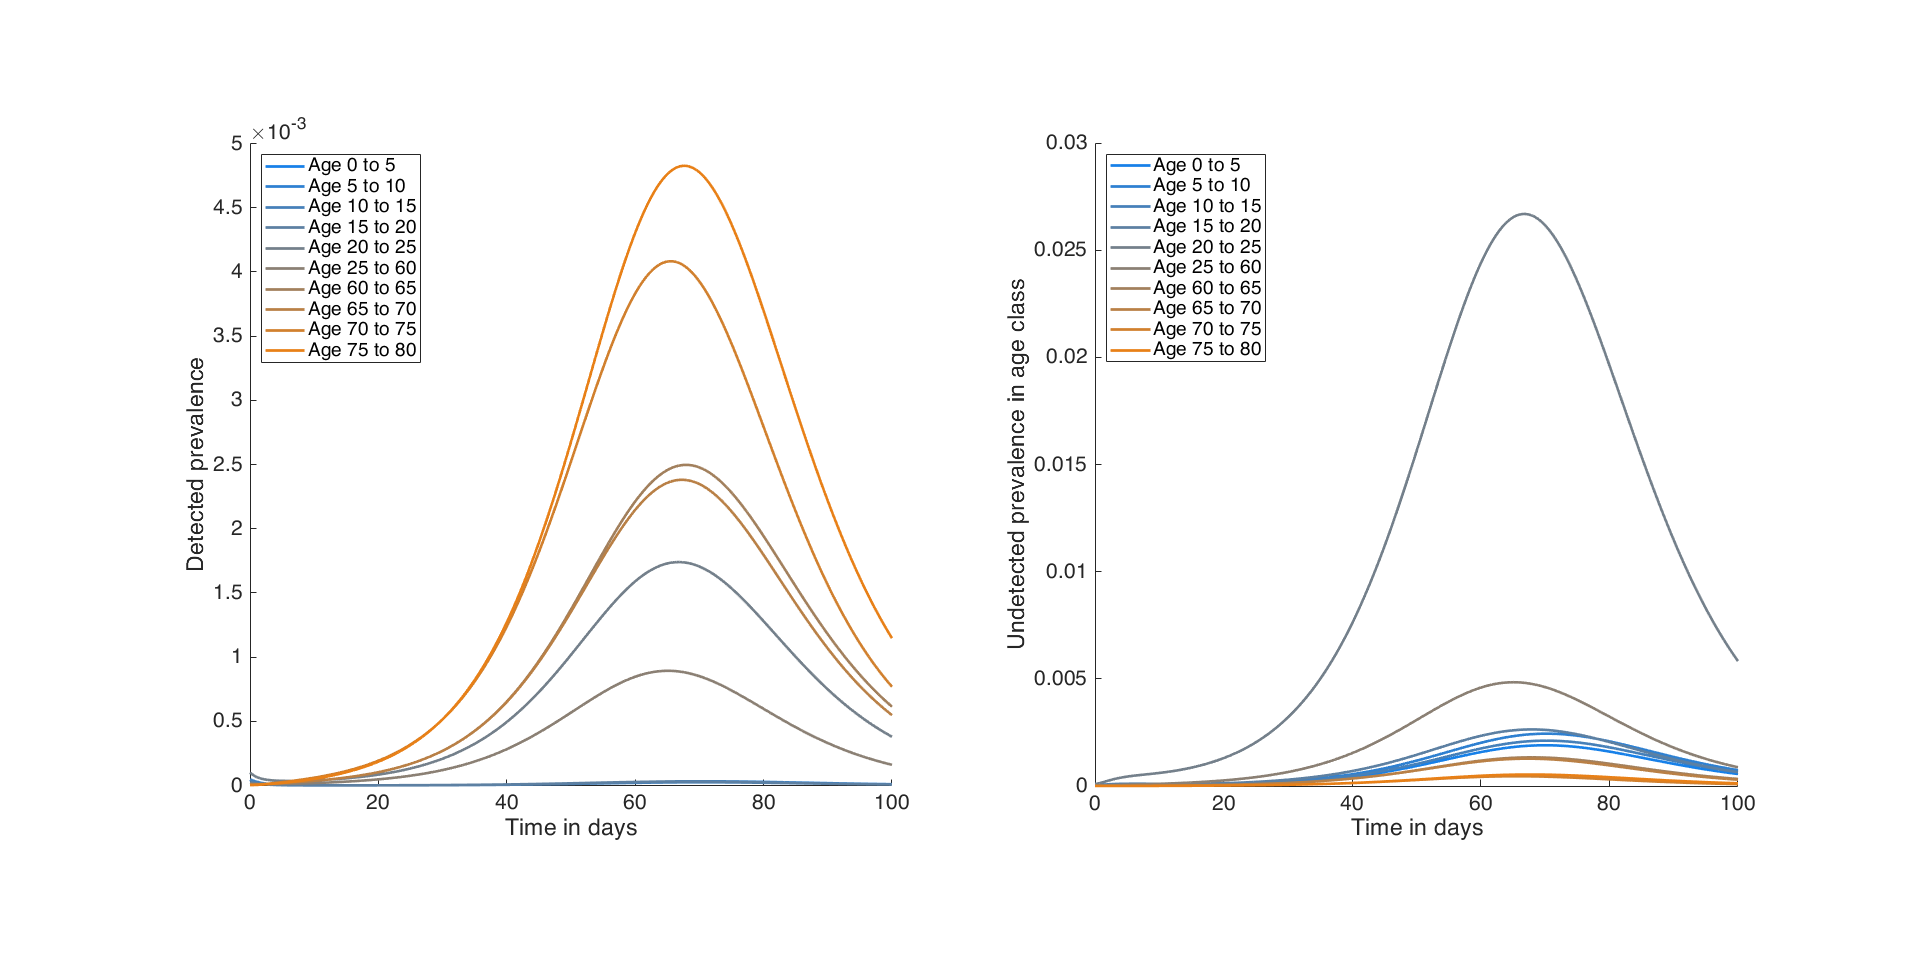 ×10-3
5
4.5
4
3.5
3
2.5
2
1.5
1
0.5
0
Detected prevalence
Age 0 to 5
Age 5 to 10
Age 10 to 15
Age 15 to 20
Age 20 to 25
Age 25 to 60
Age 60 to 65
Age 65 to 70
Age 70 to 75
Age 75 to 80
0 20 40 60 80 100
Time in days
0.03
0.025
0.02
0.015
0.01
0.005
0
Undetected prevalence in age class
Age 0 to 5
Age 5 to 10
Age 10 to 15
Age 15 to 20
Age 20 to 25
Age 25 to 60
Age 60 to 65
Age 65 to 70
Age 70 to 75
Age 75 to 80
0 20 40 60 80 100
Time in days